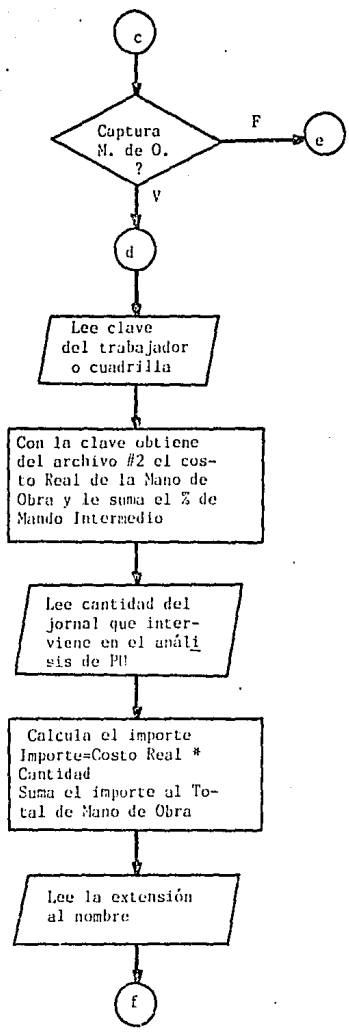 c
Captura
M. de O.
?
F
e
V
d
Lee clave
del trabajador
o cuadrilla
Con la clave obtiene
del archivo #2 el cos-
to Real de la Mano de
Obra y le suma el % de
Mando Intermedio
Lee cantidad del
jornal que inter-
viene en el análi
sis de PU
Calcula el importe
Importe=Costo Real *
Cantidad
Suma el importe al To-
tal de Mano de Obra
Lee la extensión
al nombre
f